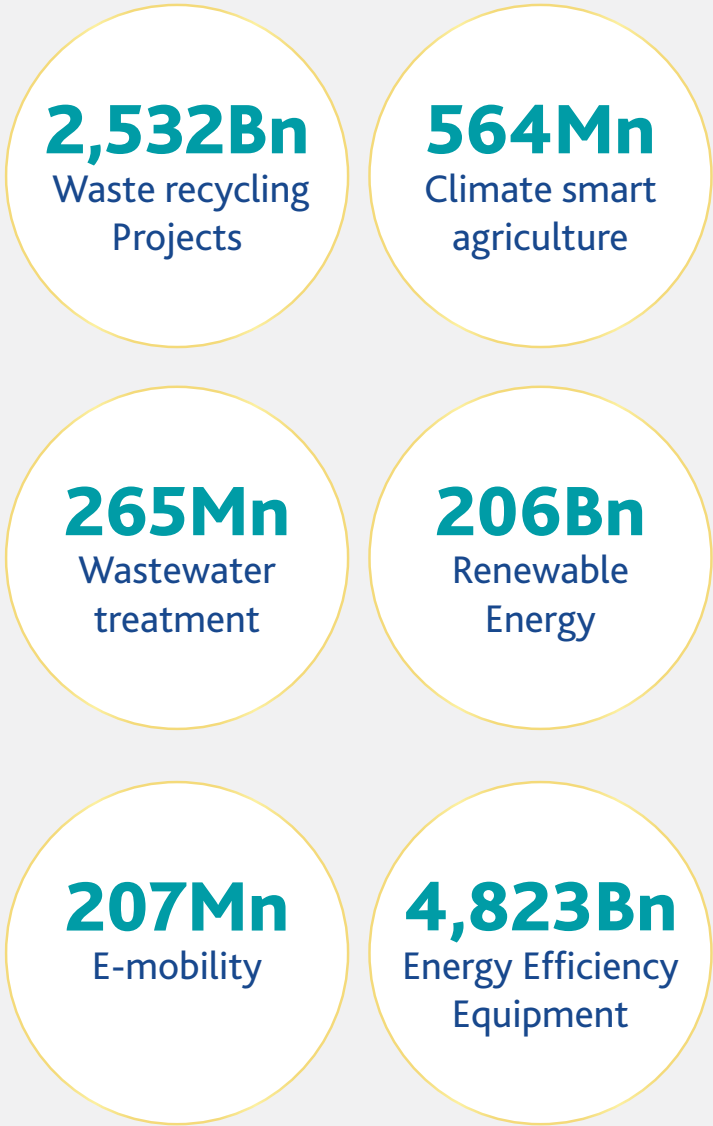 2,532Bn
Waste recycling
Projects
564Mn
Climate smart
agriculture
265Mn
Wastewater
treatment
206Bn
Renewable
Energy
207Mn
E-mobility
4,823Bn
Energy Efficiency
Equipment